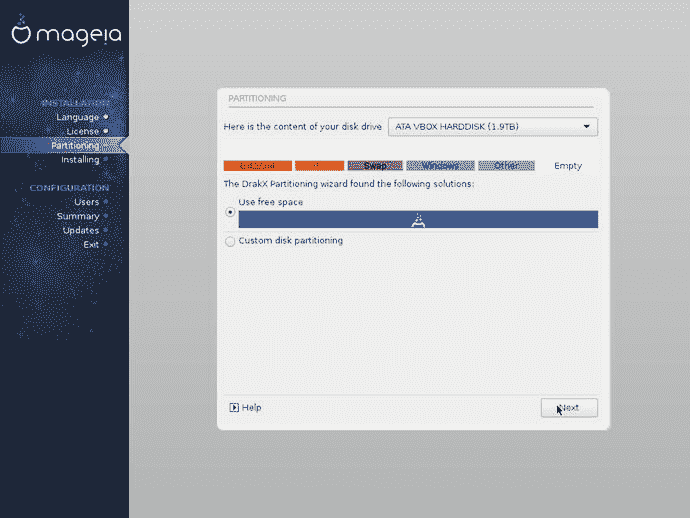 mageia
INSTALLATION
Language
License
Partitioning
Installing
CONFIGURATION
Users
Summary
Updates
Exit
PARTITIONING
Here is the content of your disk drive ATA VBOX HARDDISK (1.9TB)
Swap Windows Other Empty
The DrakX Partitioning wizard found the following solutions:
Use free space
Custom disk partitioning
Help
Next